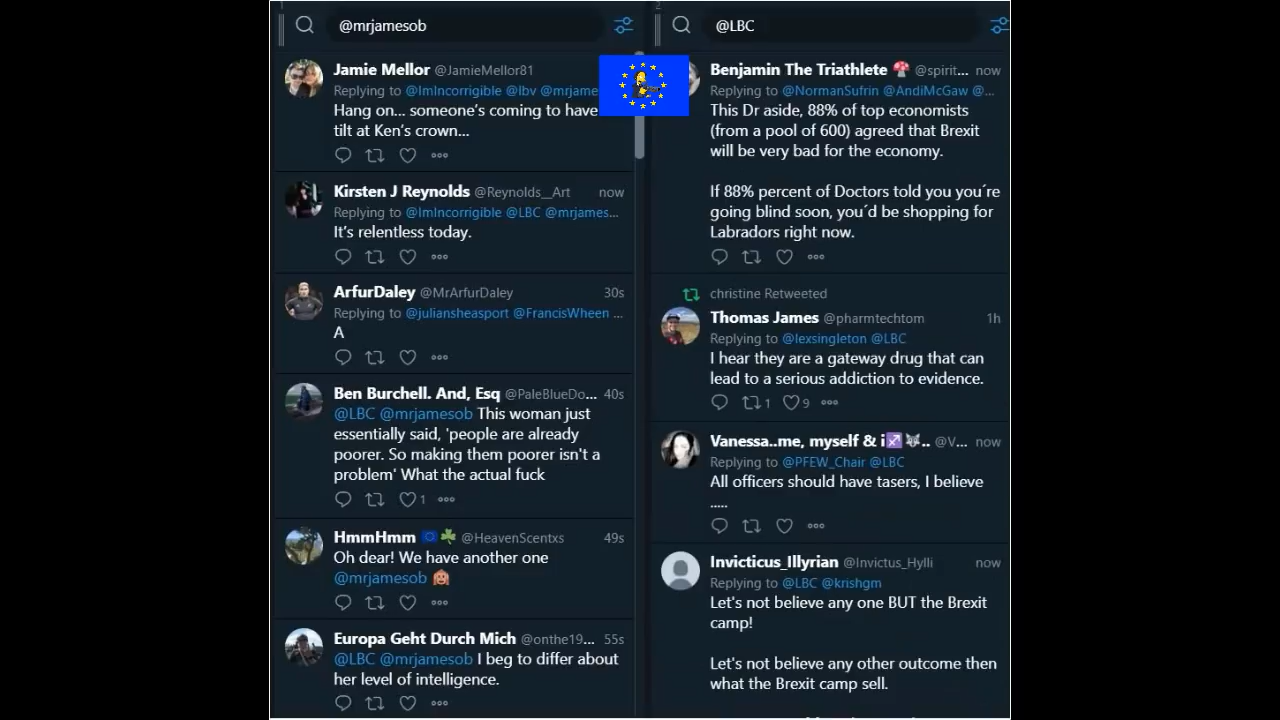 1
@mrjamesob
Jamie Mellor @JamieMellor81
Replying to @ImIncorrigible @lbv @mrjame
Hang on... someone’s coming to have
tilt at Ken’s crown...
Kirsten J Reynolds @Reynolds__Art now
Replying to @ImIncorrigible @LBC @mrjames...
It’s relentless today.
ArfurDaley @MrArfurDaley 30s
Replying to @juliansheasport @FrancisWheen ...
A
Ben Burchell. And, Esq @PaleBlueDo... 40s
@LBC @mrjamesob This woman just
essentially said, 'people are already
poorer. So making them poorer isn't a
problem' What the actual fuck
1
HmmHmm 🇪🇺☘️ @HeavenScentxs 49s
Oh dear! We have another one
@mrjamesob 🙉
Europa Geht Durch Mich @onthe19... 55s
@LBC @mrjamesob I beg to differ about
her level of intelligence.
2
@LBC
Benjamin The Triathlete 🍄 @spirit... now
Replying to @NormanSufrin @AndiMcGaw @...
This Dr aside, 88% of top economists
(from a pool of 600) agreed that Brexit
will be very bad for the economy.
If 88% percent of Doctors told you you´re
going blind soon, you´d be shopping for
Labradors right now.
christine Retweeted
Thomas James @pharmtechtom 1h
Replying to @lexsingleton @LBC
I hear they are a gateway drug that can
lead to a serious addiction to evidence.
1 9
Vanessa..me, myself & i♐🐺.. @V... now
Replying to @PFEW_Chair @LBC
All officers should have tasers, I believe
.....
Invicticus_Illyrian @Invictus_Hylli now
Replying to @LBC @krishgm
Let's not believe any one BUT the Brexit
camp!
Let's not believe any other outcome then
what the Brexit camp sell.